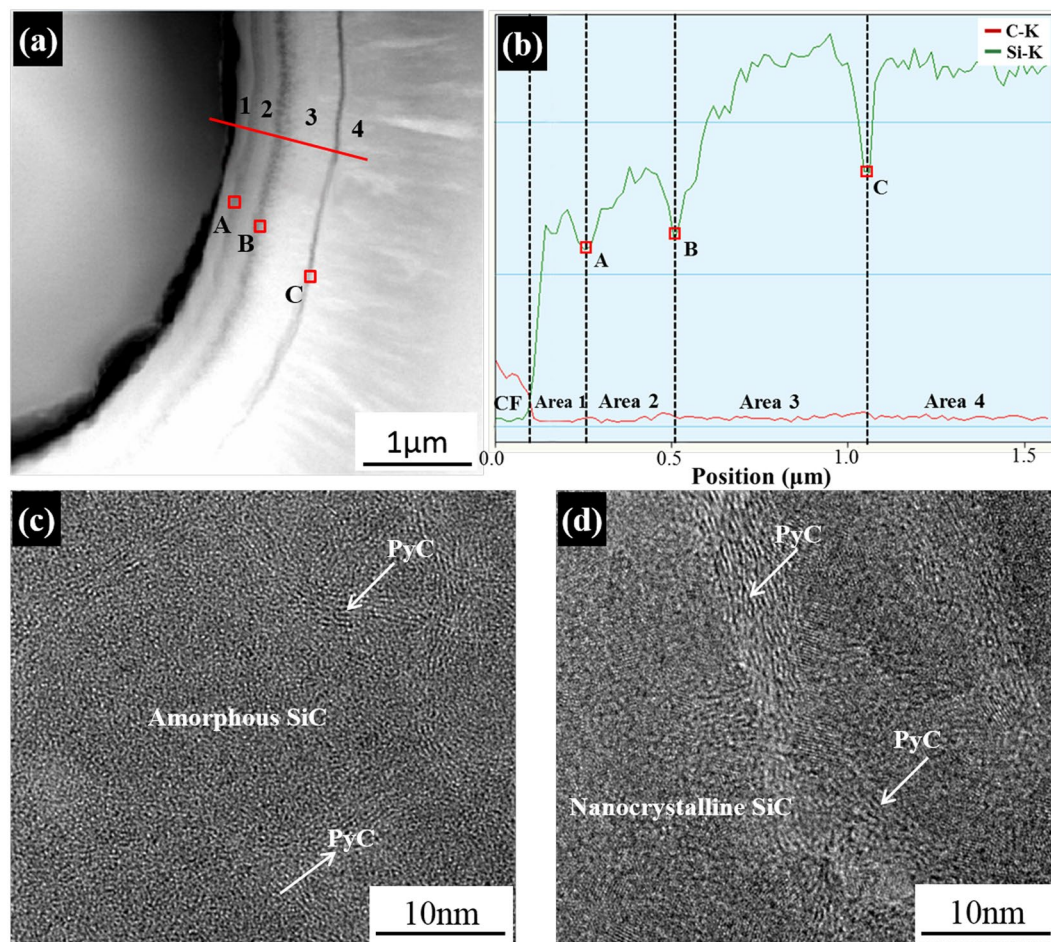 (a)
1
2
3
4
A
B
C
1μm
(b)
C-K
Si-K
A
B
C
CF
Area 1
Area 2
Area 3
Area 4
0.0
0.5
1.0
1.5
Position (μm)
(c)
PyC
Amorphous SiC
PyC
10nm
(d)
PyC
PyC
Nanocrystalline SiC
10nm